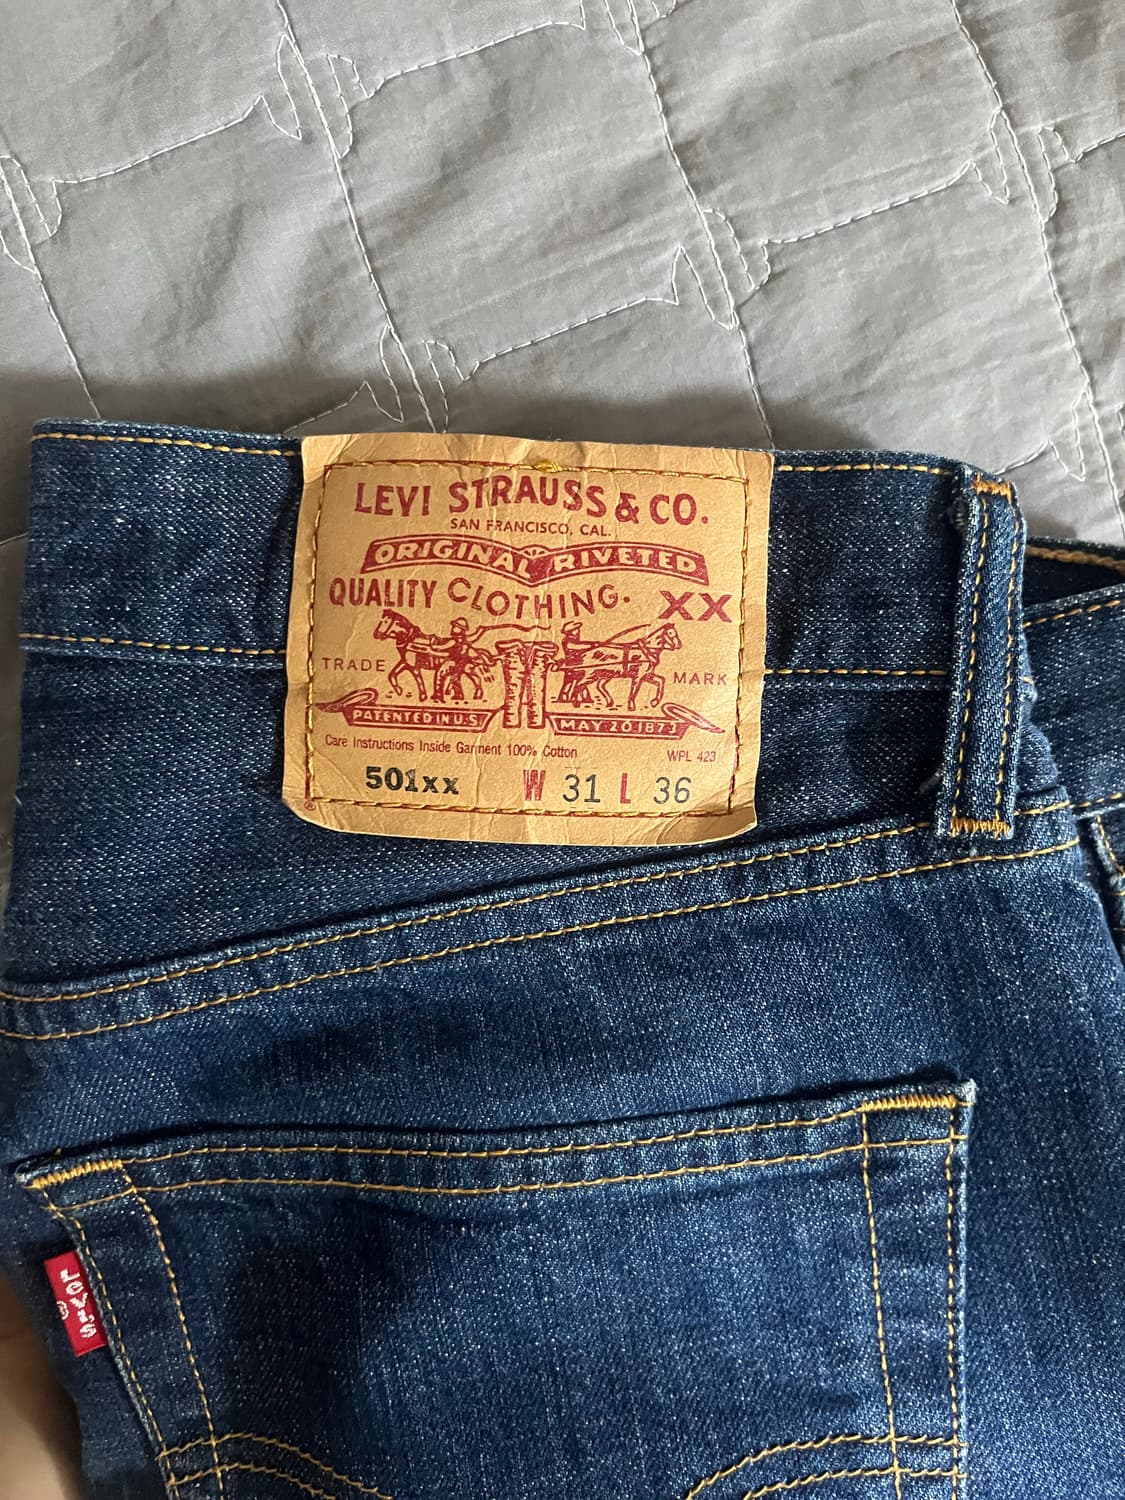 LEVI STRAUSS & CO.
SAN FRANCISCO, CAL.
ORIGINAL RIVETED
QUALITY CLOTHING. XX
TRADE MARK
PATENTED IN U.S. MAY 20 1873
Care Instructions Inside Garment 100% Cotton WPL 423
501xx W 31 L 36
®
LEVI'S
®